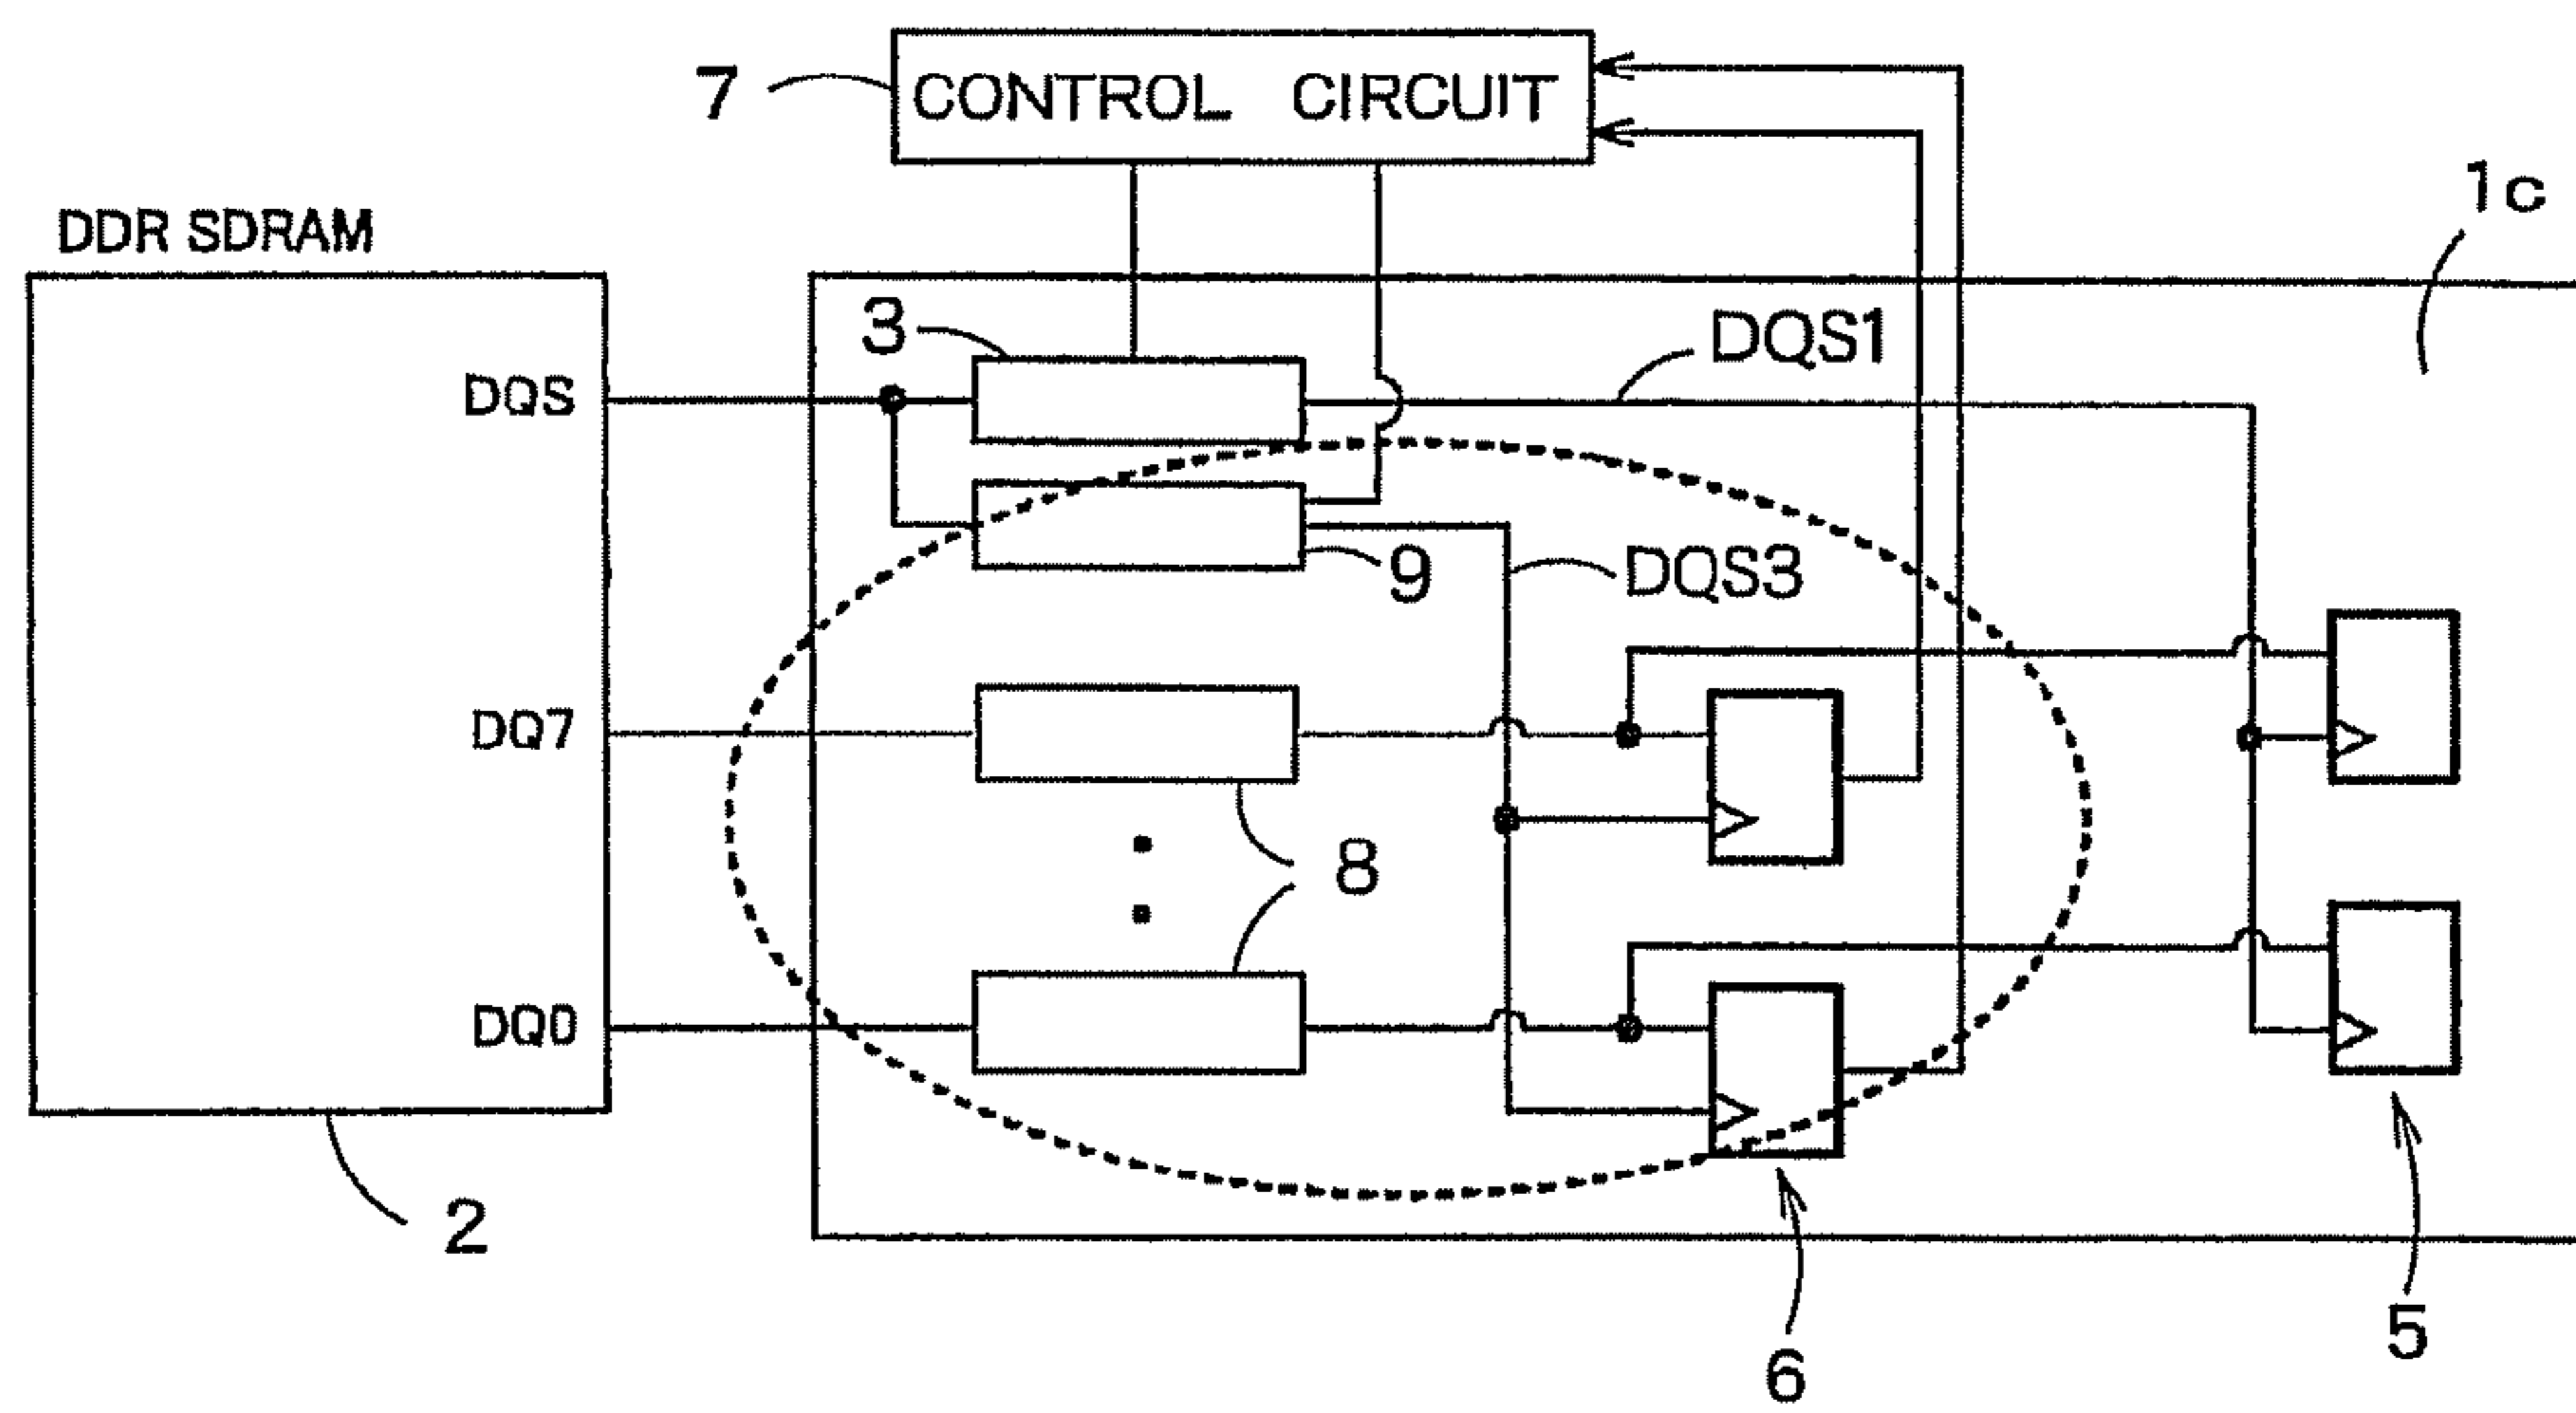 7
CONTROL CIRCUIT
1c
DDR SDRAM
3
DQS1
DQS
9
DQS3
DQ7
8
DQ0
2
5
6